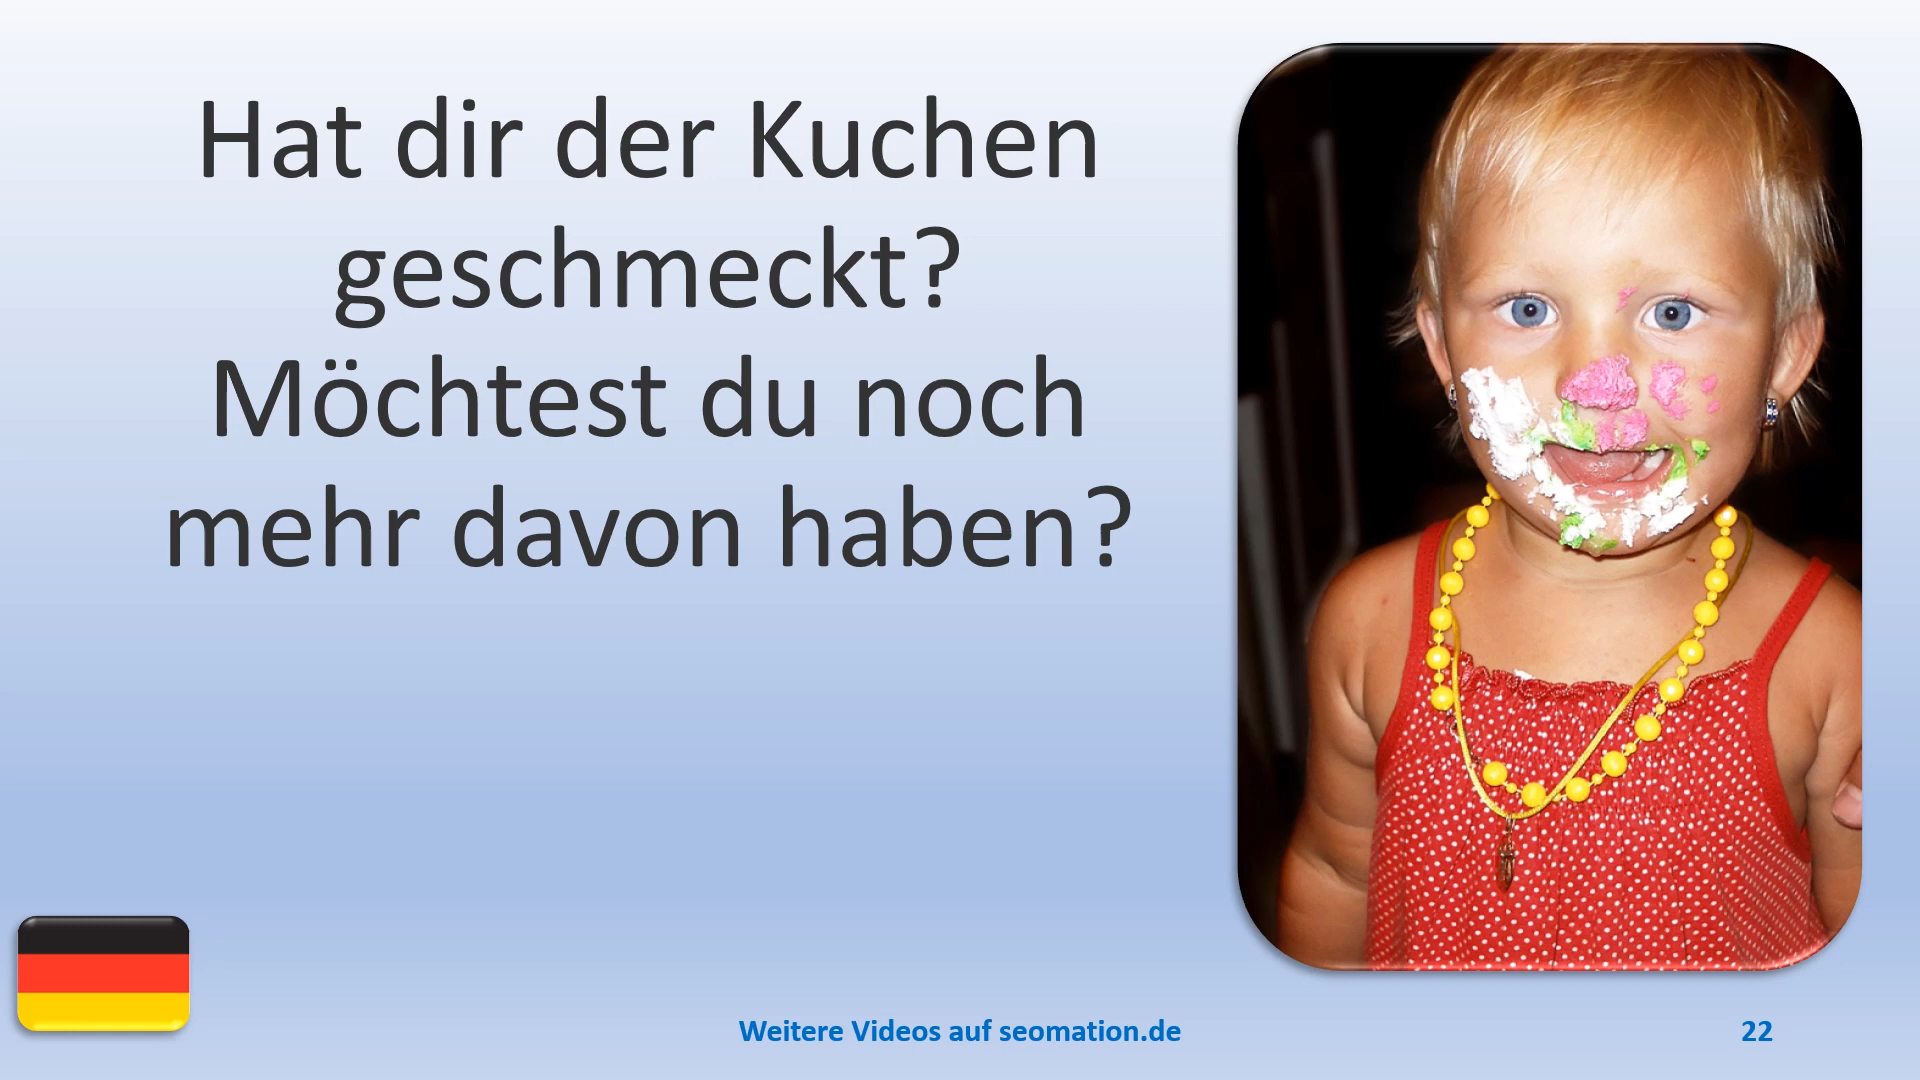 Hat dir der Kuchen
geschmeckt?
Möchtest du noch
mehr davon haben?
Weitere Videos auf seomation.de
22